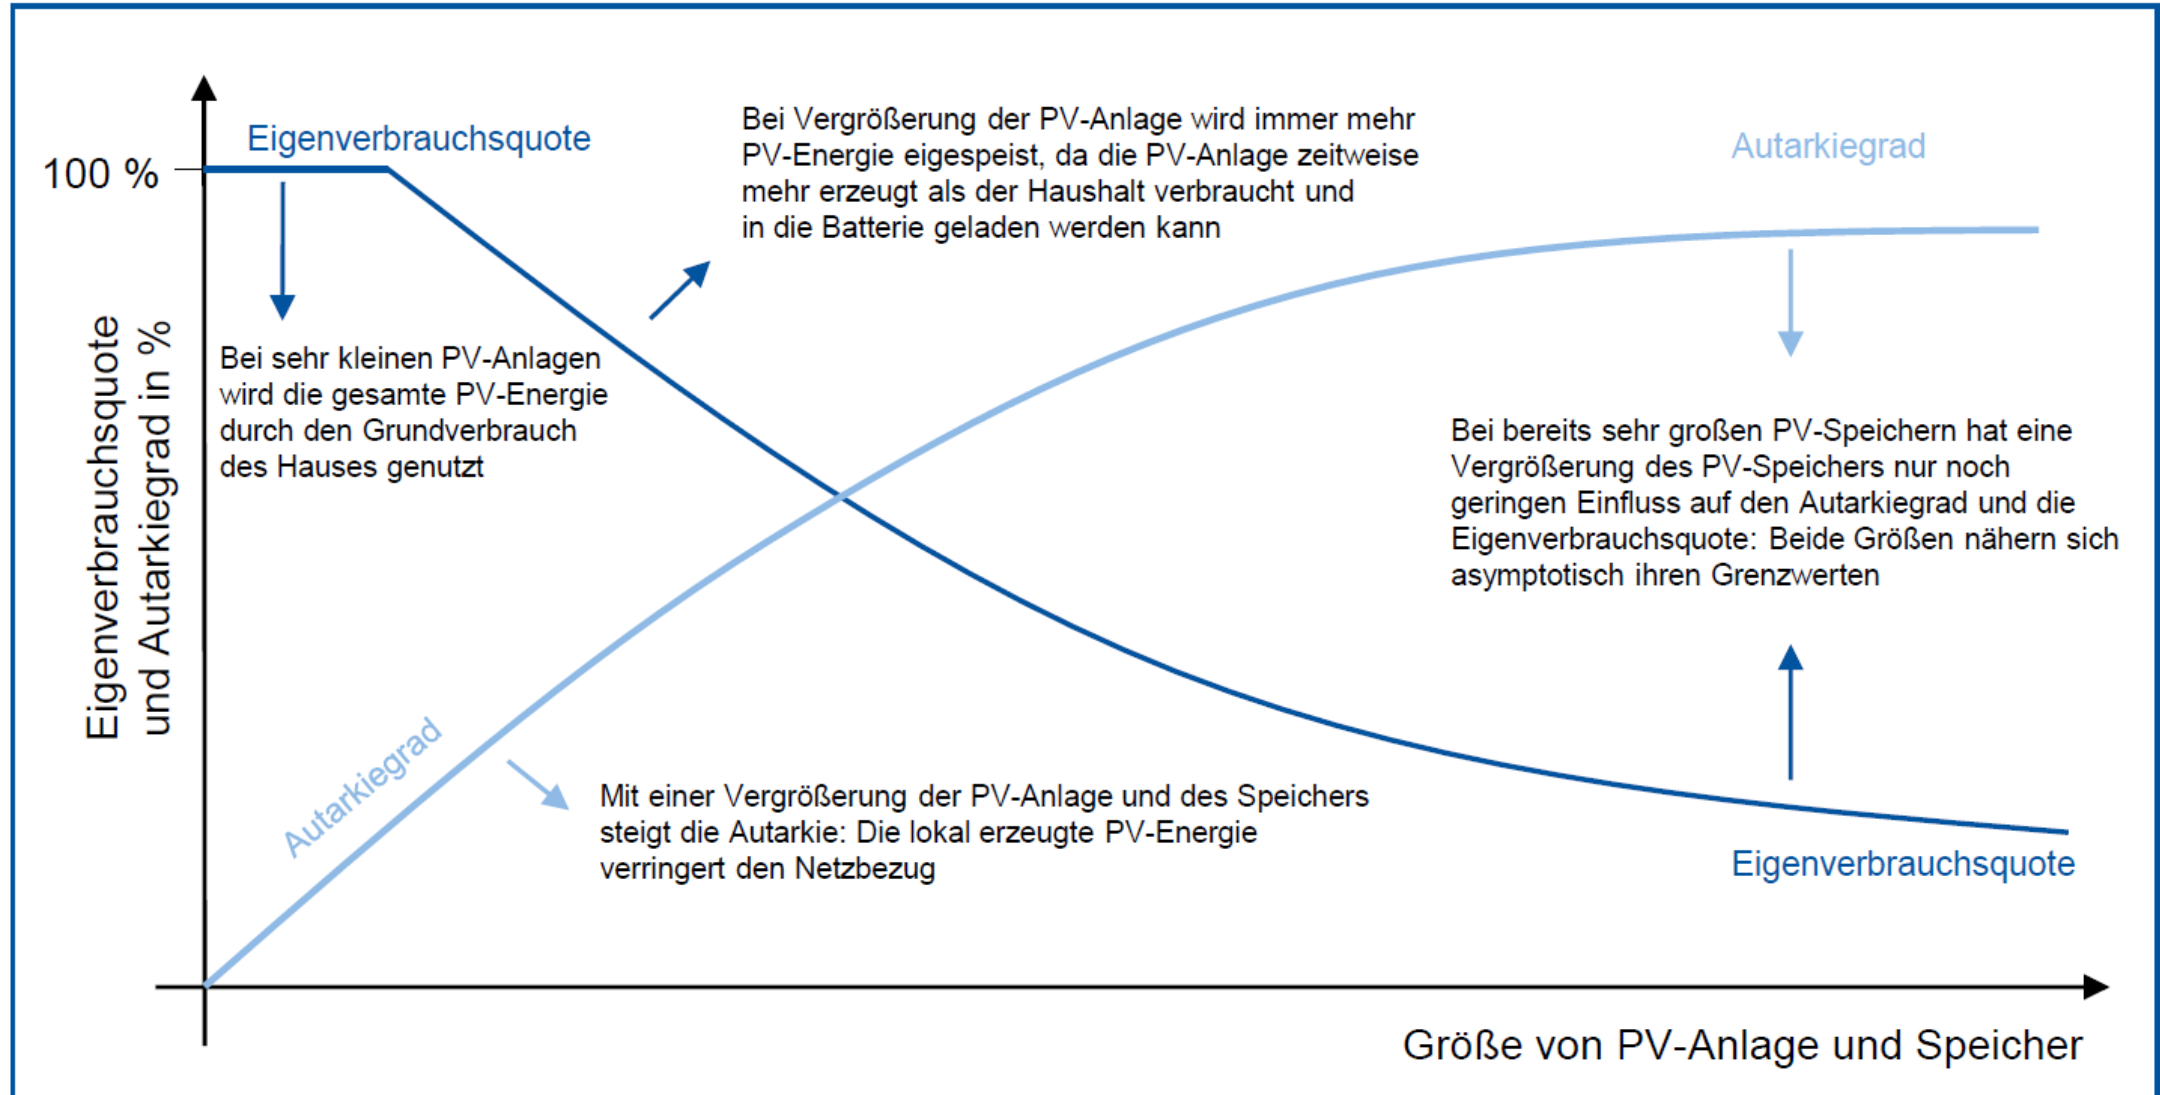 Eigenverbrauchsquote
100 %
Bei Vergrößerung der PV-Anlage wird immer mehr
PV-Energie eigespeist, da die PV-Anlage zeitweise
mehr erzeugt als der Haushalt verbraucht und
in die Batterie geladen werden kann
Autarkiegrad
Eigenverbrauchsquote
und Autarkiegrad in %
Bei sehr kleinen PV-Anlagen
wird die gesamte PV-Energie
durch den Grundverbrauch
des Hauses genutzt
Bei bereits sehr großen PV-Speichern hat eine
Vergrößerung des PV-Speichers nur noch
geringen Einfluss auf den Autarkiegrad und die
Eigenverbrauchsquote: Beide Größen nähern sich
asymptotisch ihren Grenzwerten
Autarkiegrad
Mit einer Vergrößerung der PV-Anlage und des Speichers
steigt die Autarkie: Die lokal erzeugte PV-Energie
verringert den Netzbezug
Eigenverbrauchsquote
Größe von PV-Anlage und Speicher